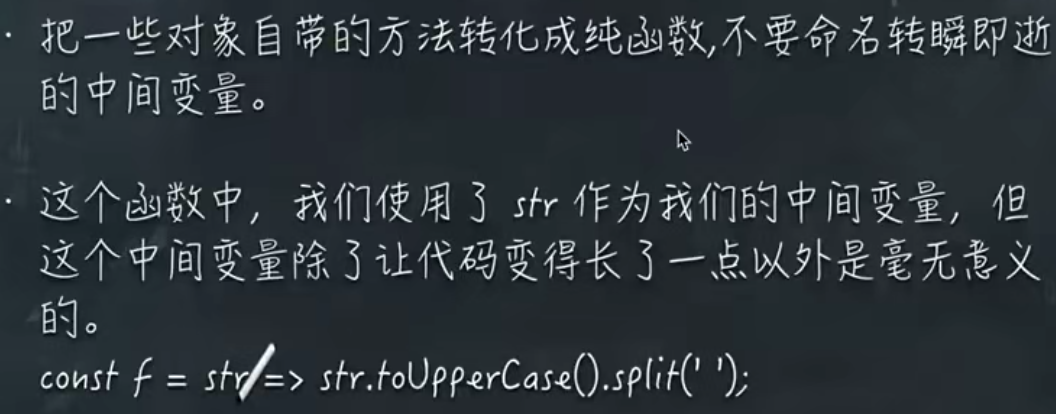 · 把一些对象自带的方法转化成纯函数,不要命名转瞬即逝
的中间变量。
· 这个函数中，我们使用了 str 作为我们的中间变量，但
这个中间变量除了让代码变得长了一点以外是毫无意义
的。
const f = str => str.toUpperCase().split(' ');